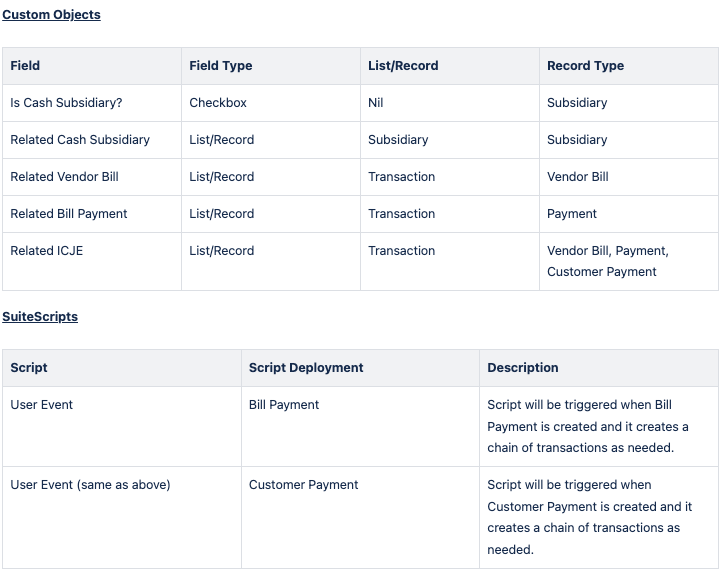 Custom Objects
Field Field Type List/Record Record Type
Is Cash Subsidiary? Checkbox Nil Subsidiary
Related Cash Subsidiary List/Record Subsidiary Subsidiary
Related Vendor Bill List/Record Transaction Vendor Bill
Related Bill Payment List/Record Transaction Payment
Related ICJE List/Record Transaction Vendor Bill, Payment,
Customer Payment
SuiteScripts
Script Script Deployment Description
User Event Bill Payment Script will be triggered when Bill
Payment is created and it creates a
chain of transactions as needed.
User Event (same as above) Customer Payment Script will be triggered when
Customer Payment is created and it
creates a chain of transactions as
needed.